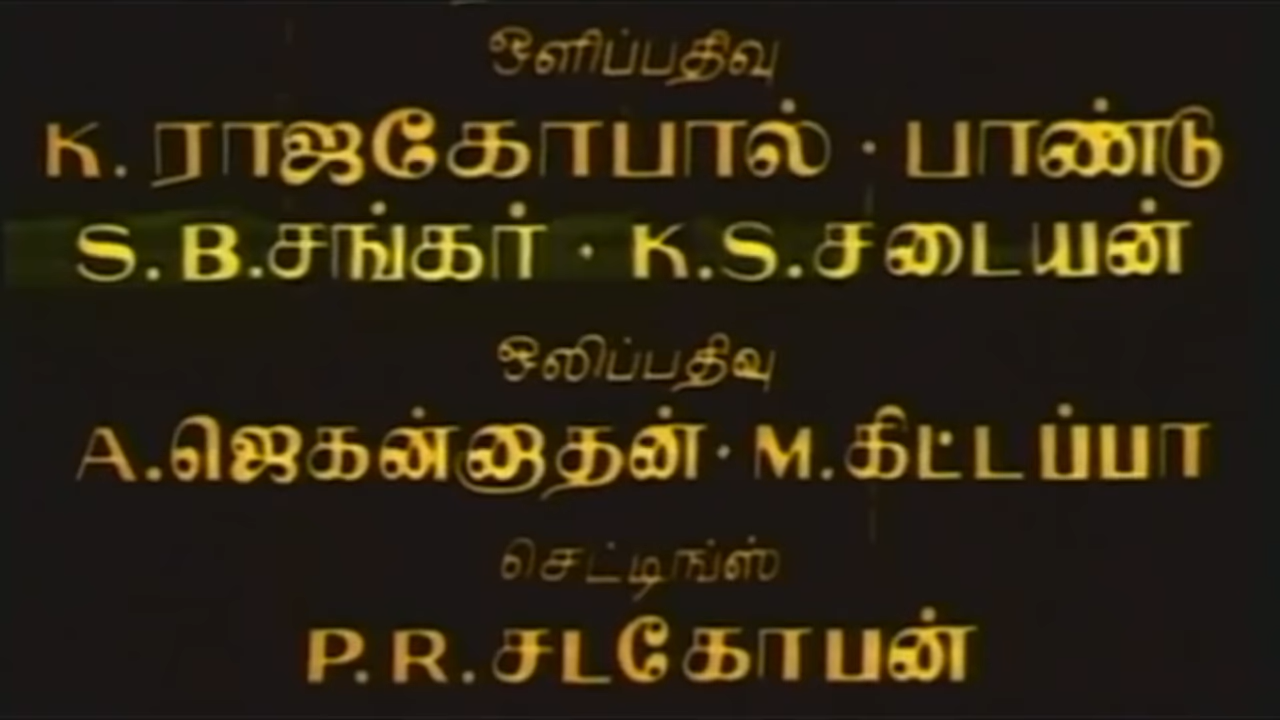 ஒளிப்பதிவு
K. ராஜகோபால் · பாண்டு
S.B.சங்கர் · K.S.சடையன்
ஒலிப்பதிவு
A.ஜெகன்னாதன் · M.கிட்டப்பா
செட்டிங்ஸ்
P.R.சடகோபன்